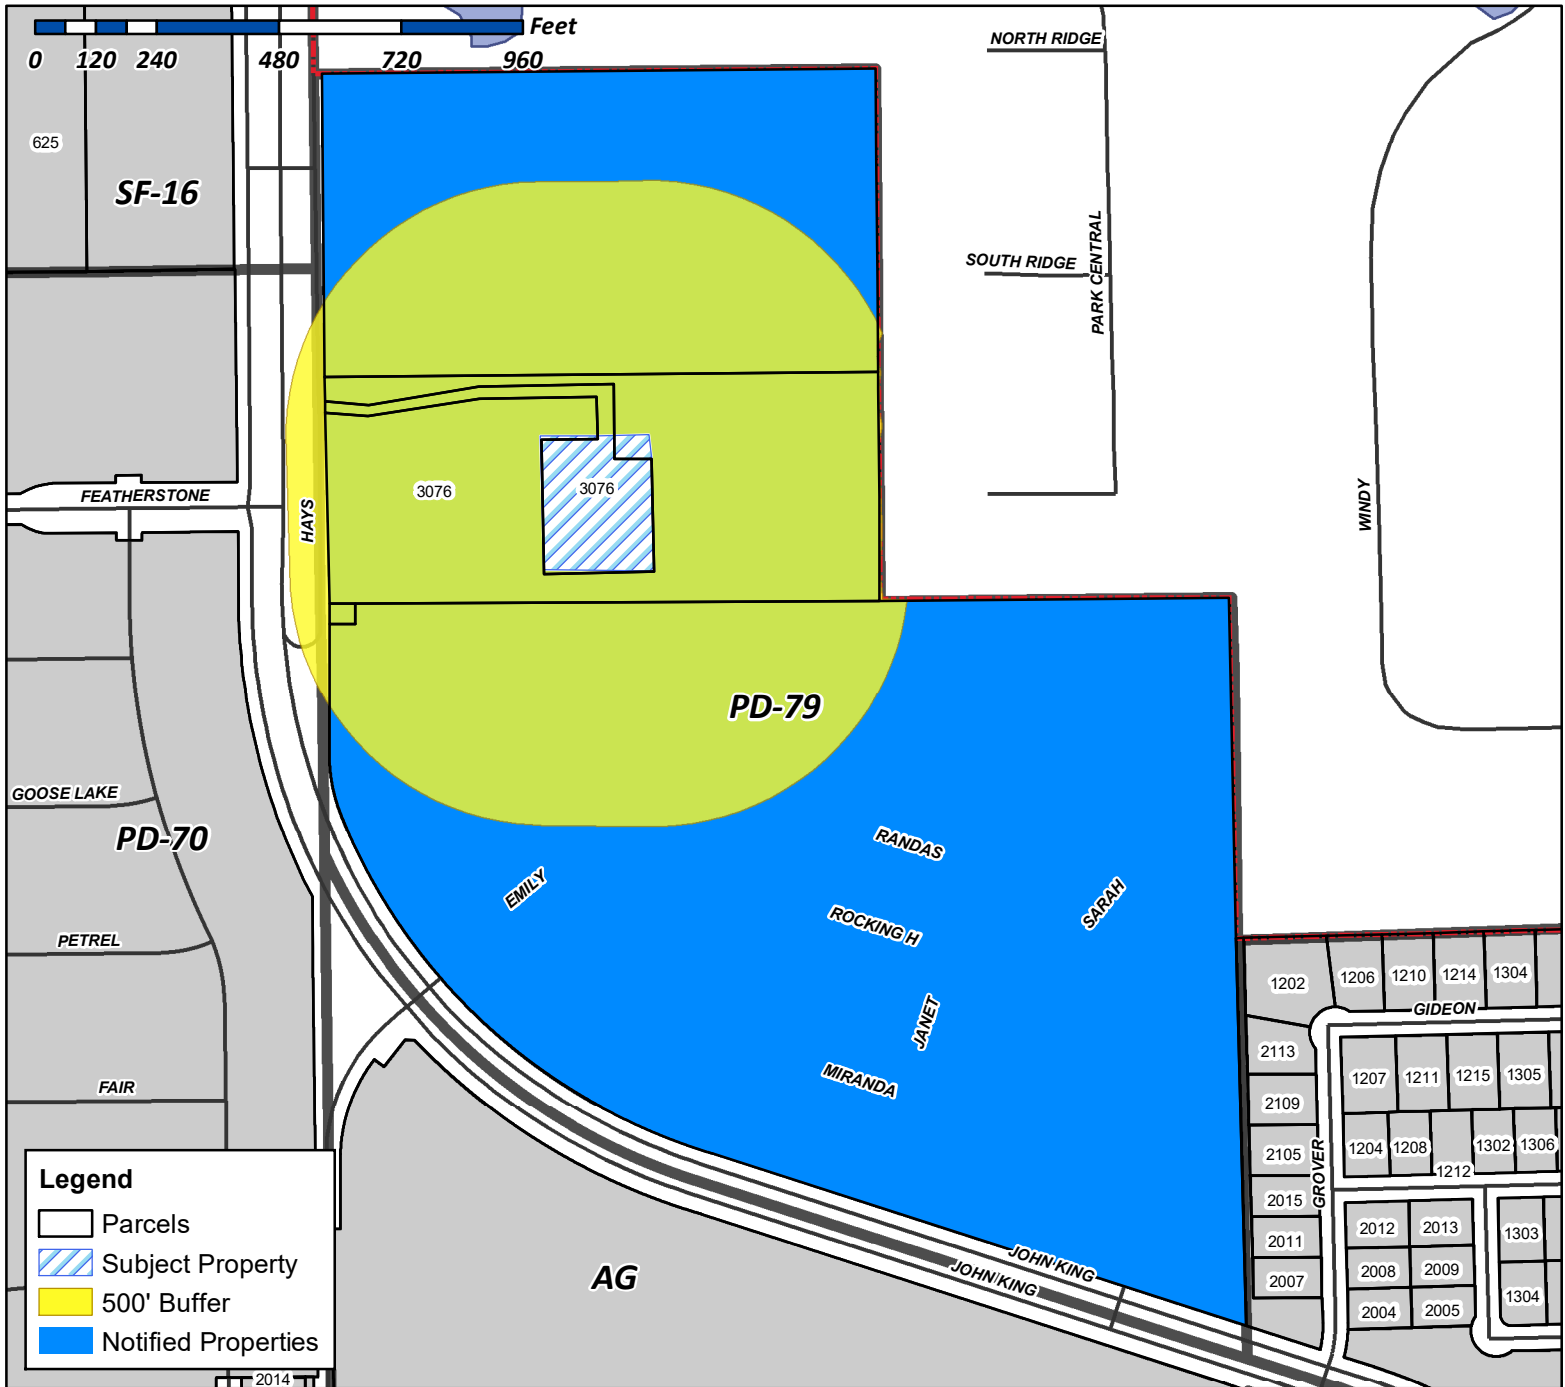 Feet
0 120 240 480 720 960
NORTH RIDGE
625
SF-16
SOUTH RIDGE
PARK CENTRAL
FEATHERSTONE
HAYS
3076
3076
WINDY
PD-79
GOOSE LAKE
PD-70
RANDAS
EMILY
SARAH
ROCKING H
PETREL
JANET
MIRANDA
FAIR
1202
1206
1210
1214
1304
GIDEON
2113
1207
1211
1215
1305
2109
2105
1204
1208
1212
1302
1306
GROVER
2015
2012
2013
1303
2011
2008
2009
2007
1304
2004
2005
JOHN KING
JOHN KING
AG
Legend
Parcels
Subject Property
500' Buffer
Notified Properties
2014